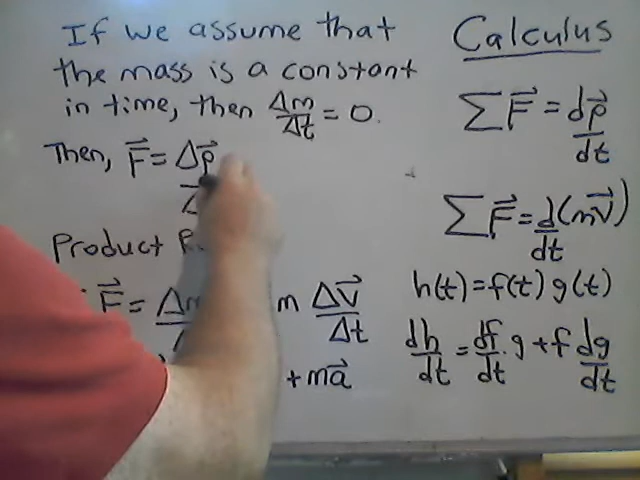 If we assume that
the mass is a constant
in time, then Δm/Δt = 0.
Then, F⃗ = Δp⃗
Product
F⃗ = Δm m Δv⃗/Δt
+ ma⃗
Calculus
ΣF⃗ = dp⃗/dt
ΣF⃗ = d/dt(mv⃗)
h(t) = f(t) g(t)
dh/dt = df/dt · g + f dg/dt